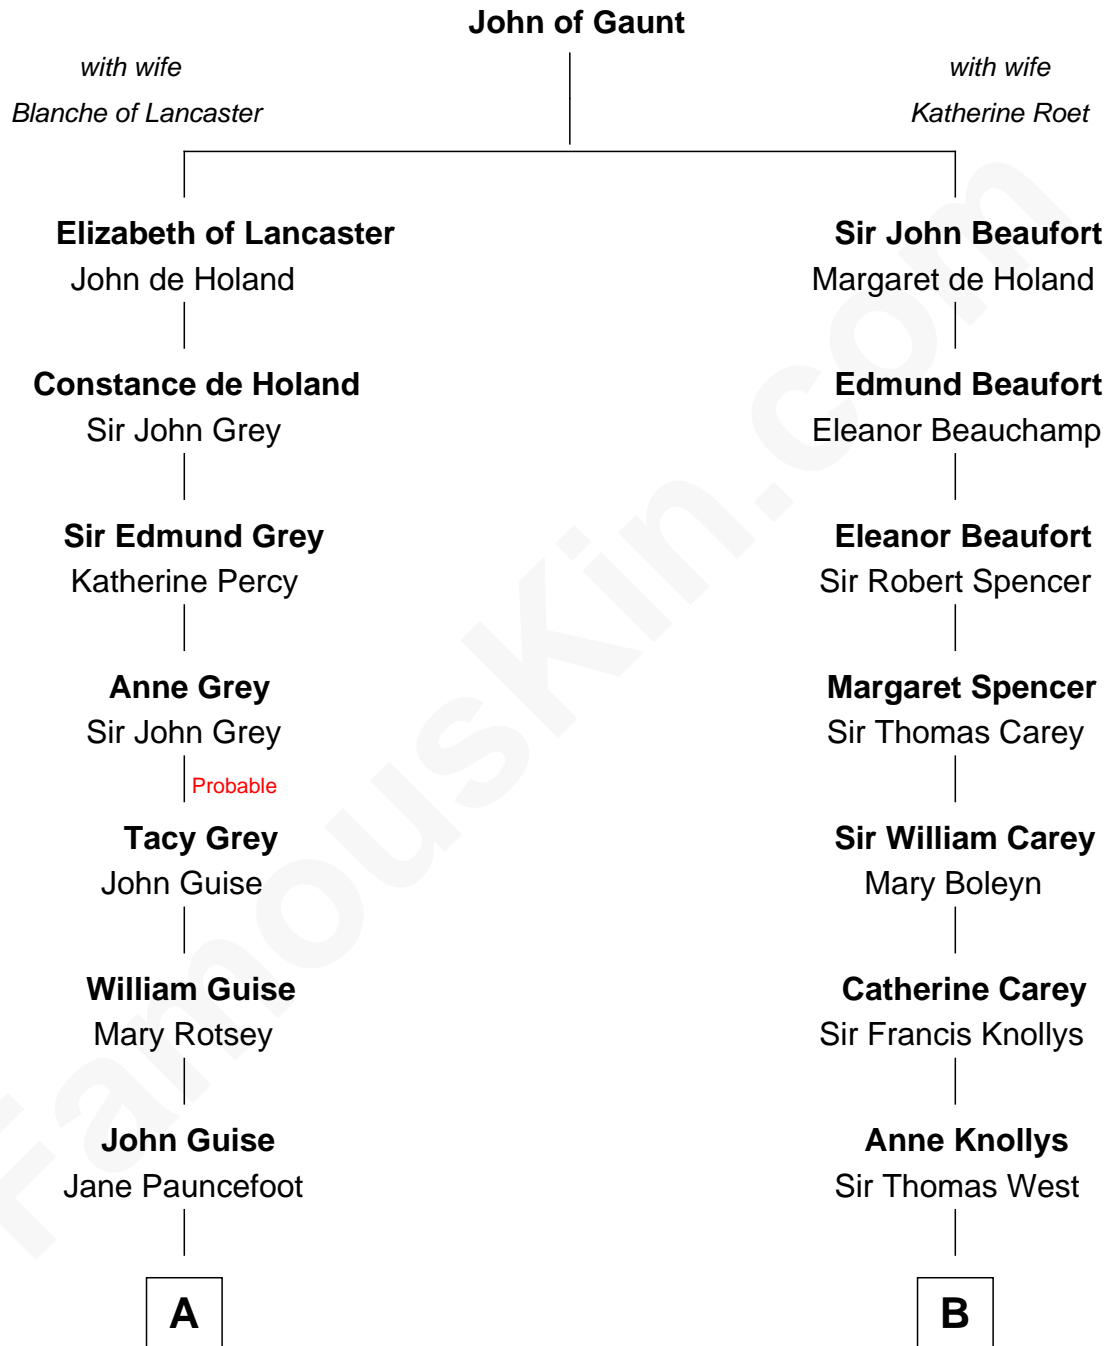 John of Gaunt
with wife
Blanche of Lancaster
with wife
Katherine Roet
Elizabeth of Lancaster
John de Holand
Sir John Beaufort
Margaret de Holand
Constance de Holand
Sir John Grey
Edmund Beaufort
Eleanor Beauchamp
Sir Edmund Grey
Katherine Percy
Eleanor Beaufort
Sir Robert Spencer
Anne Grey
Sir John Grey
Margaret Spencer
Sir Thomas Carey
Probable
Tacy Grey
John Guise
Sir William Carey
Mary Boleyn
William Guise
Mary Rotsey
Catherine Carey
Sir Francis Knollys
John Guise
Jane Pauncefoot
Anne Knollys
Sir Thomas West
A
B
FamousKin.com